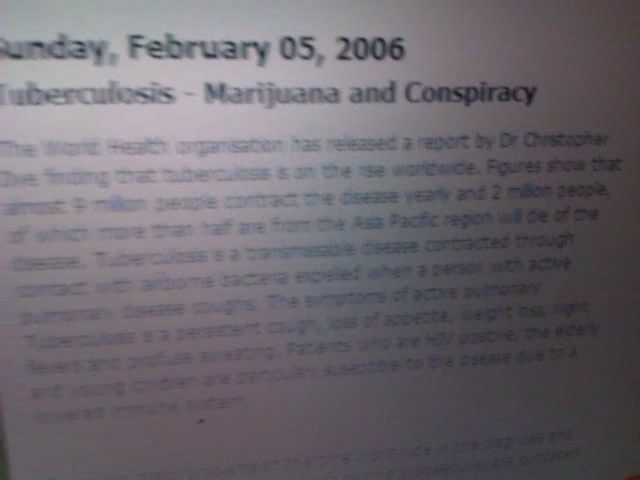 Sunday, February 05, 2006
Tuberculosis - Marijuana and Conspiracy
The World Health organisation has released a report by Dr Christopher
Dye finding that tuberculosis is on the rise worldwide. Figures show that
almost 9 million people contract the disease yearly and 2 million people,
of which more than half are from the Asia Pacific region will die of the
disease. Tuberculosis is a transmissable disease contracted through
contact with airborne bacteria expelled when a person with active
pulmonary disease coughs. The symptoms of active pulmonary
Tuberculosis is a persistent cough, loss of appetite, weight loss, night
fevers and profuse sweating. Patients who are HIV positive, the elderly
and young children are particularly suseptible to the disease due to a
lowered immune system.
in the diagnosis and